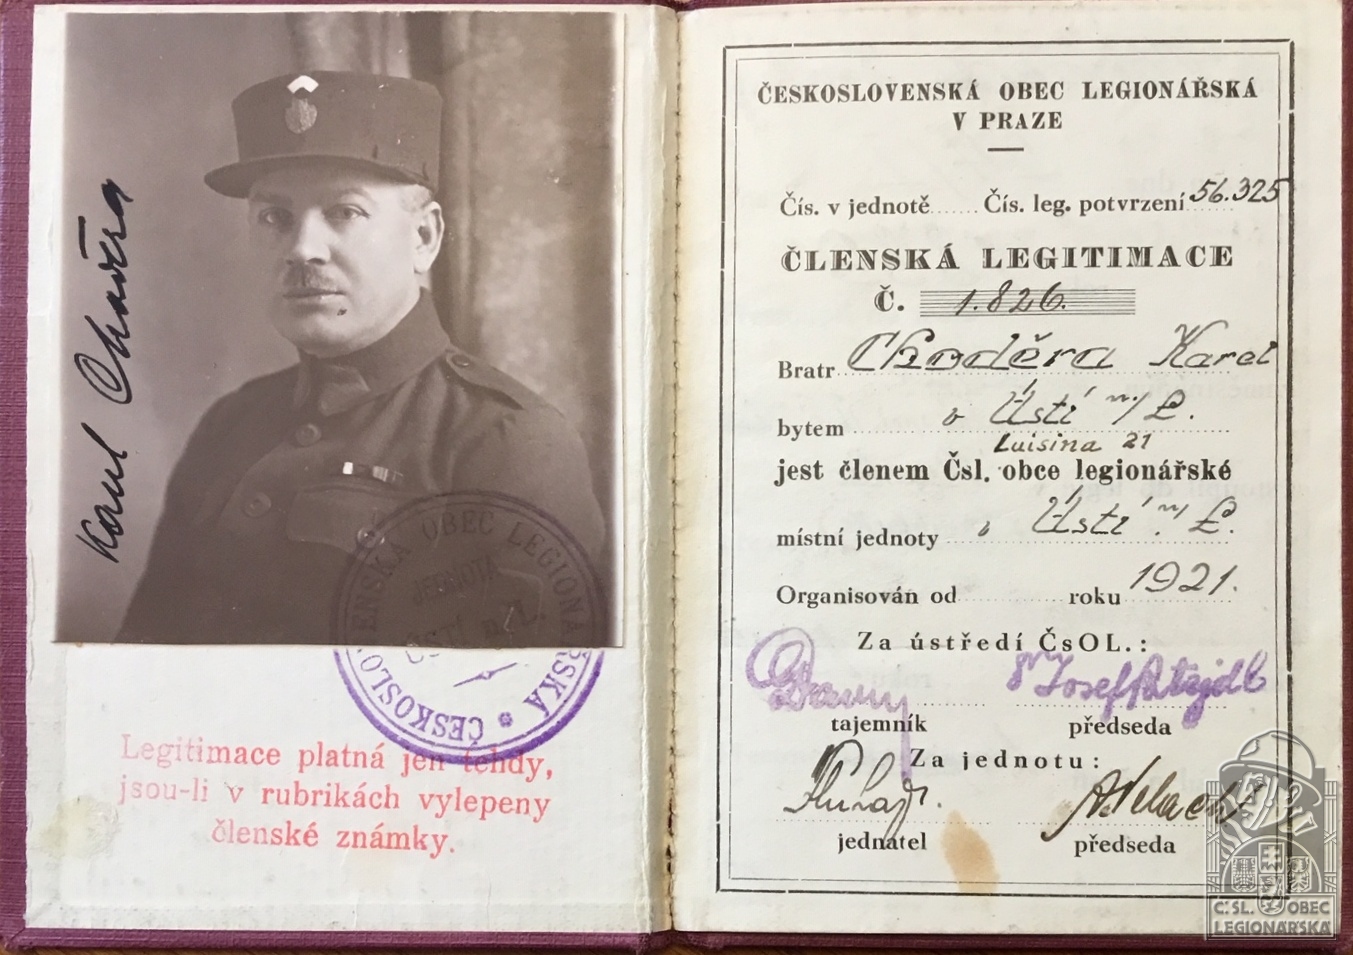 Karel Choděra
ČESKOSLOVENSKÁ OBEC LEGIONÁŘSKÁ
JEDNOTA
ÚSTÍ n/L.
Legitimace platná jen tehdy,
jsou-li v rubrikách vylepeny
členské známky.
ČESKOSLOVENSKÁ OBEC LEGIONÁŘSKÁ
V PRAZE
Čís. v jednotě Čís. leg. potvrzení 56.325
ČLENSKÁ LEGITIMACE
Č. 1.826.
Bratr Choděra Karel
bytem v Ústí n/L.
Luisina 21
jest členem Čsl. obce legionářské
místní jednoty v Ústí n/L.
Organisován od roku 1921.
Za ústředí ČsOL.:
Josef Patejdl
tajemník předseda
Za jednotu:
jednatel předseda
Č.SL. OBEC
LEGIONÁŘSKÁ